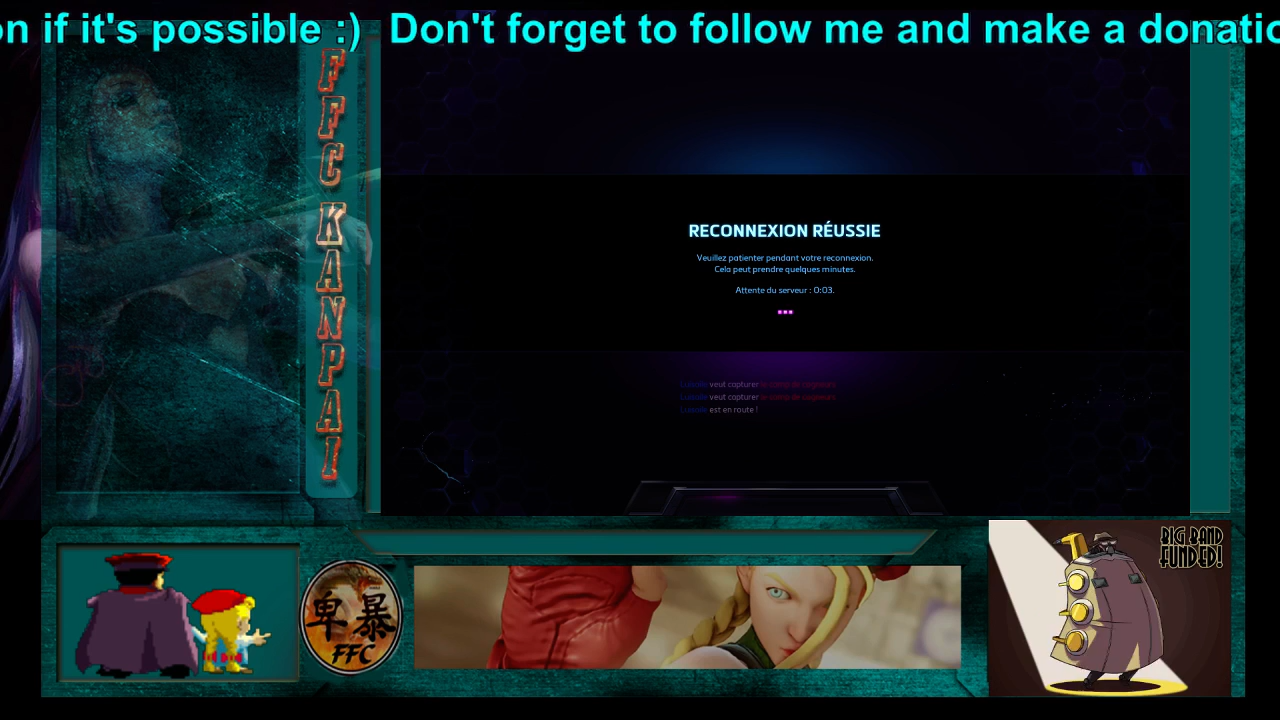 on if it's possible :) Don't forget to follow me and make a donatio
FFC KANPAI
RECONNEXION RÉUSSIE
Veuillez patienter pendant votre reconnexion.
Cela peut prendre quelques minutes.
Attente du serveur : 0:03.
veut capturer
veut capturer
est en route !
卑 暴
FFC
BIG BAND
FUNDED!